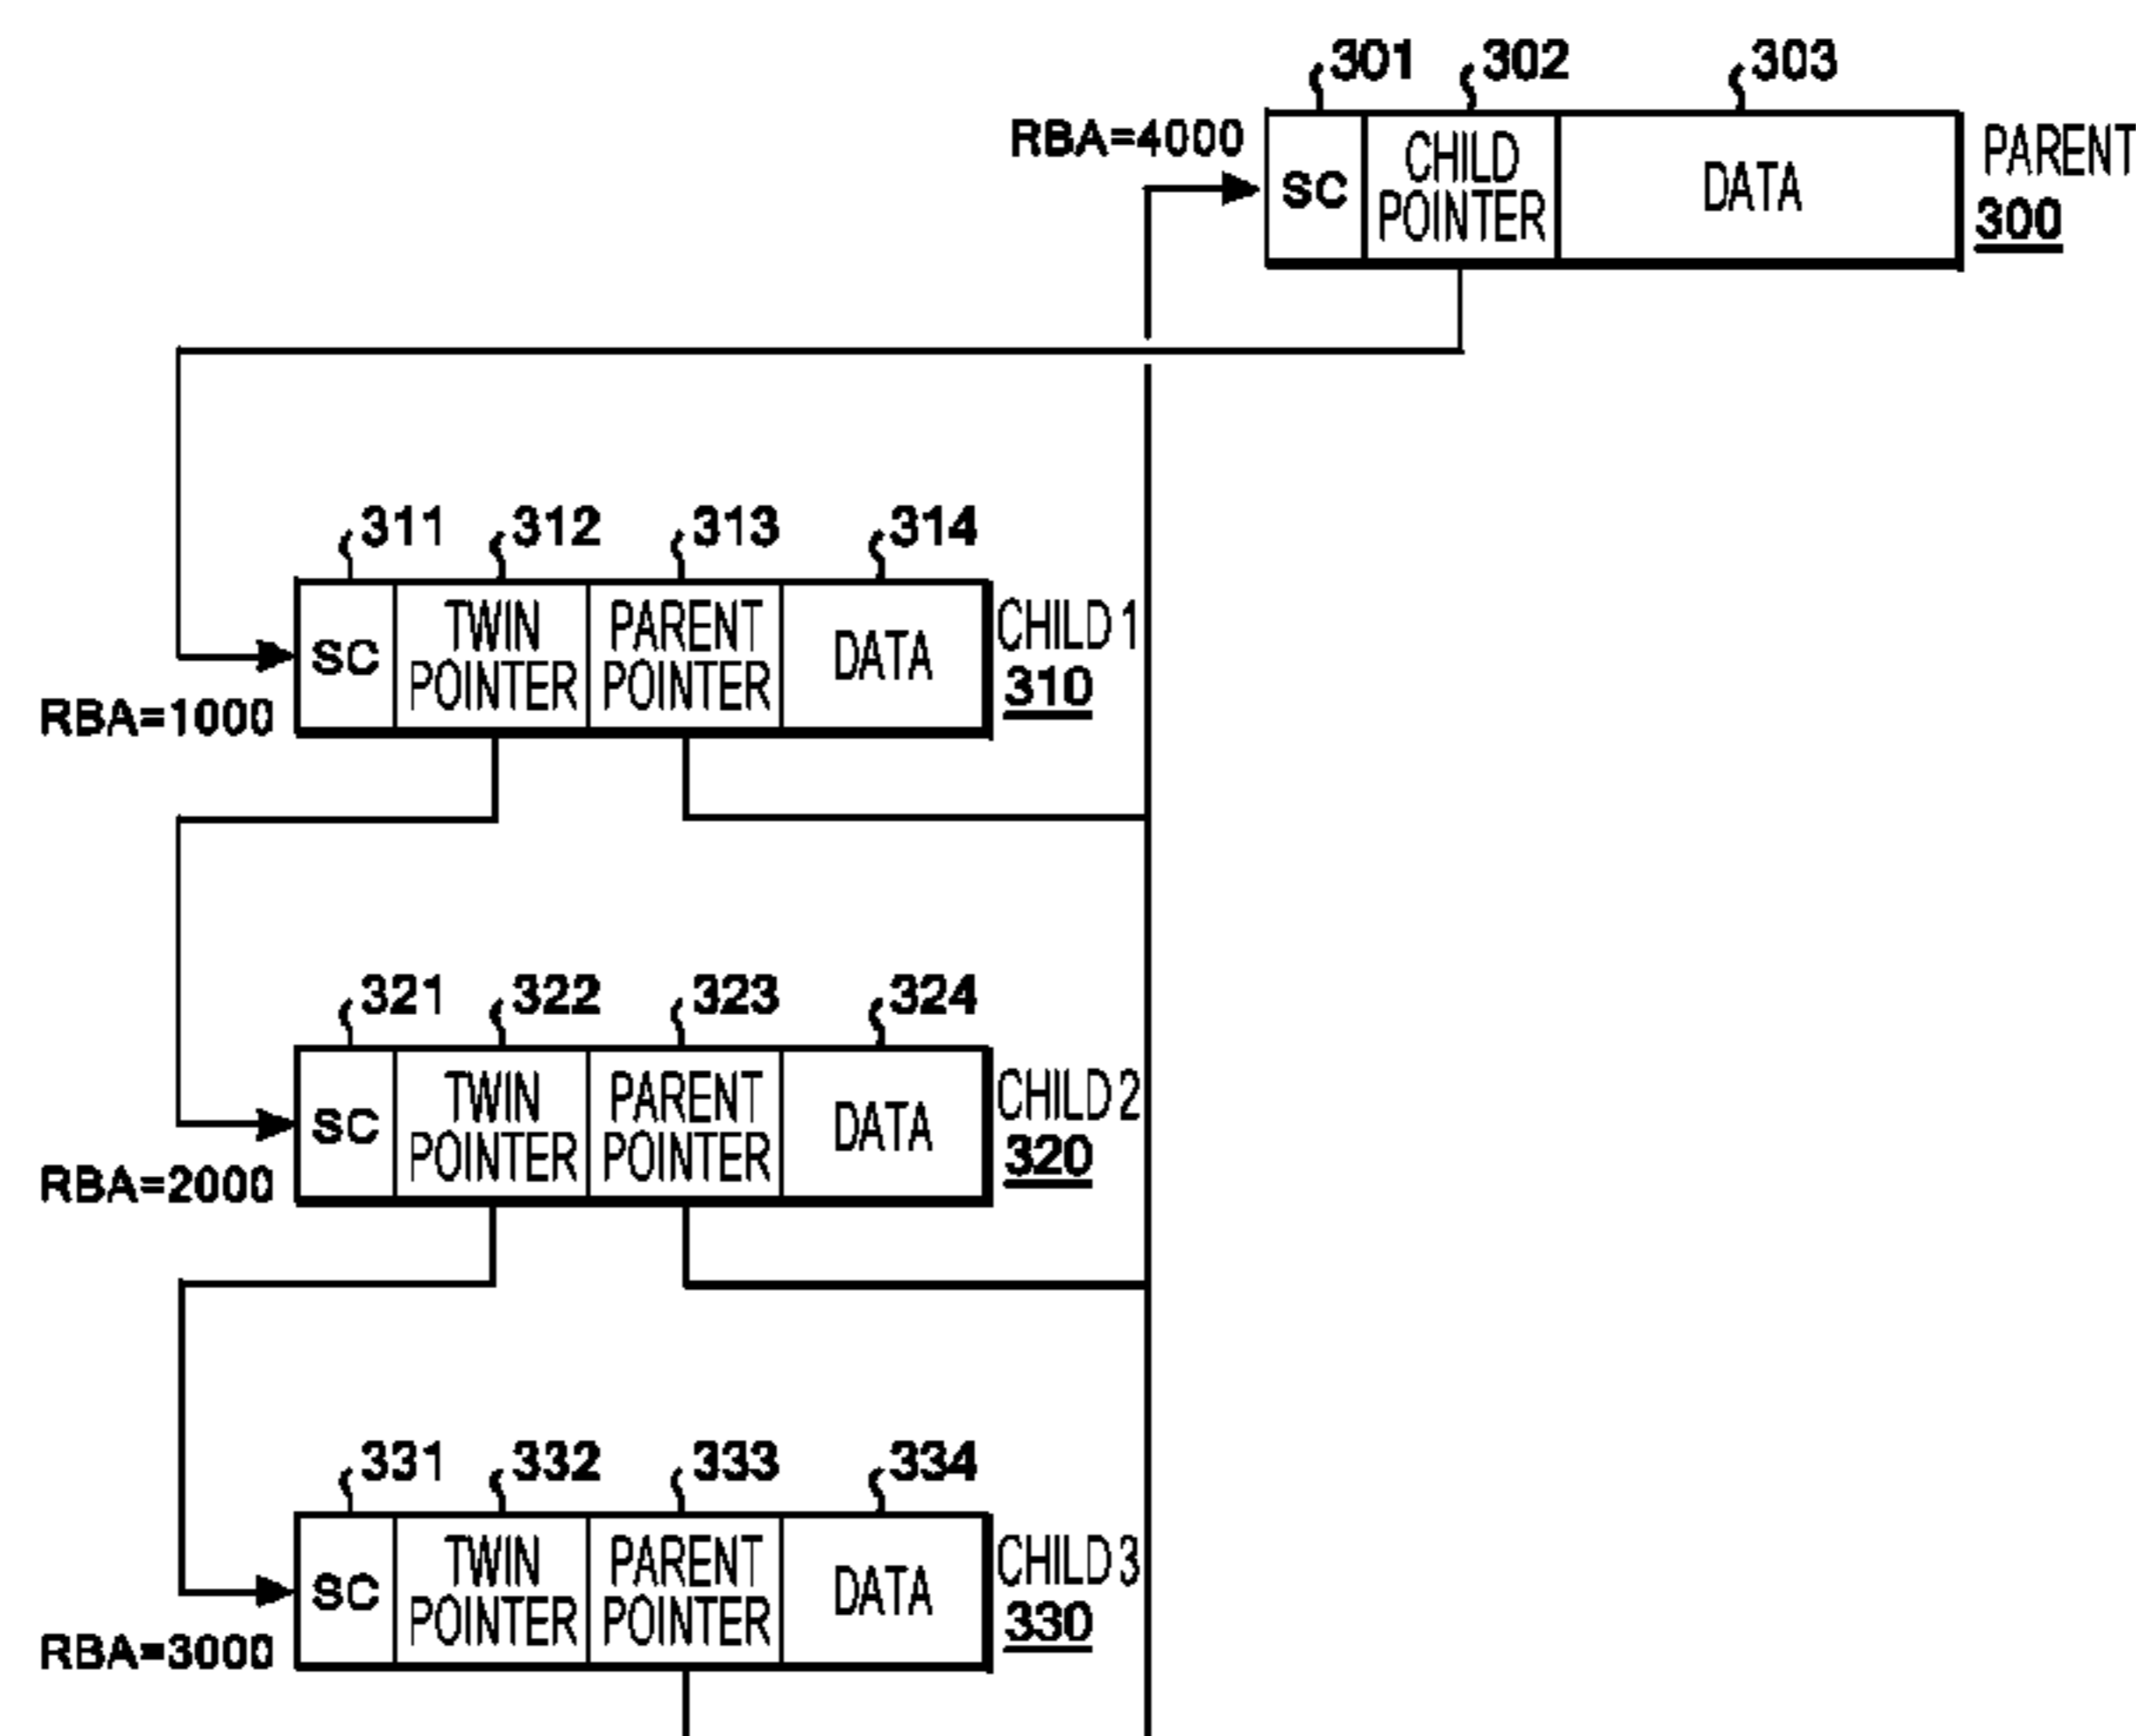 301 302 303
RBA=4000
SC
CHILD
POINTER
DATA
PARENT
300
311 312 313 314
SC
TWIN
POINTER
PARENT
POINTER
DATA
CHILD 1
310
RBA=1000
321 322 323 324
SC
TWIN
POINTER
PARENT
POINTER
DATA
CHILD 2
320
RBA=2000
331 332 333 334
SC
TWIN
POINTER
PARENT
POINTER
DATA
CHILD 3
330
RBA=3000